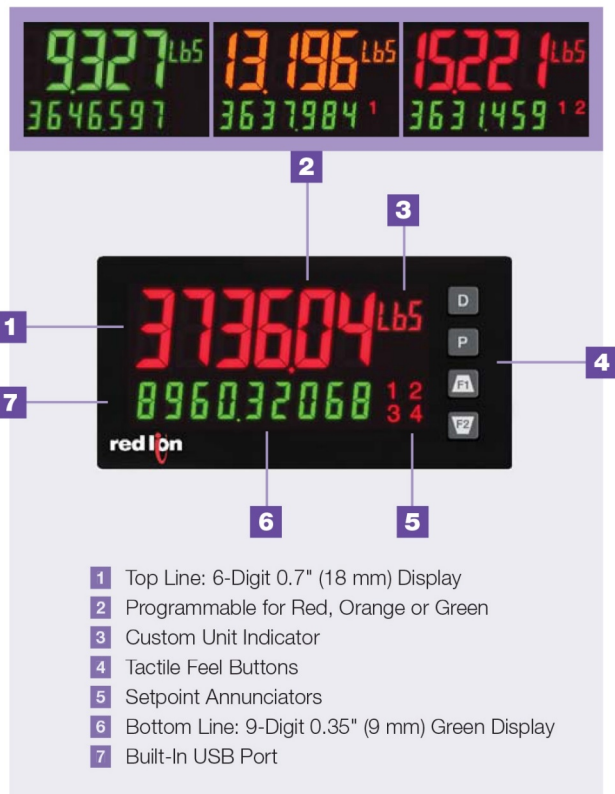 9.327 Lbs
3646.597
13.196 Lbs
3637.984 1
15.221 Lbs
3631.459 1 2
2
3
1
3736.04 Lbs
D
P
4
7
8960.32068
1 2
3 4
F1
F2
red lion
6
5
1 Top Line: 6-Digit 0.7" (18 mm) Display
2 Programmable for Red, Orange or Green
3 Custom Unit Indicator
4 Tactile Feel Buttons
5 Setpoint Annunciators
6 Bottom Line: 9-Digit 0.35" (9 mm) Green Display
7 Built-In USB Port